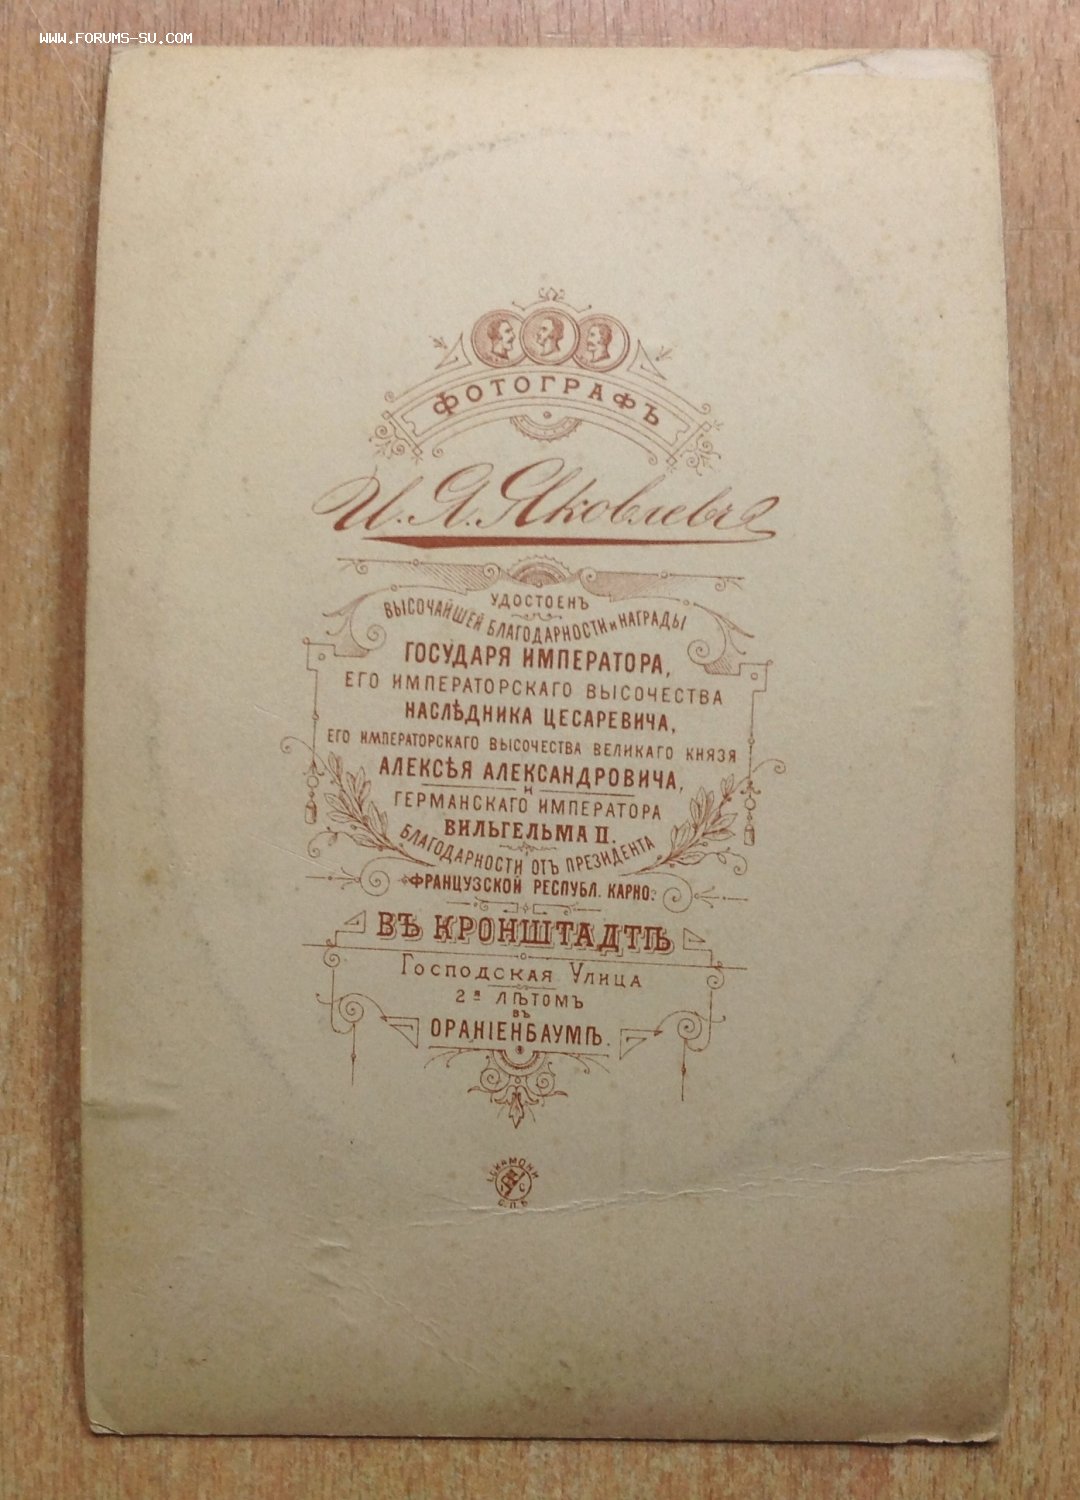 www.forums-su.com
ФОТОГРАФЪ
И. Я. Яковлевъ
УДОСТОЕНЪ
ВЫСОЧАЙШЕЙ БЛАГОДАРНОСТИ и НАГРАДЫ
ГОСУДАРЯ ИМПЕРАТОРА,
ЕГО ИМПЕРАТОРСКАГО ВЫСОЧЕСТВА
НАСЛѢДНИКА ЦЕСАРЕВИЧА,
ЕГО ИМПЕРАТОРСКАГО ВЫСОЧЕСТВА ВЕЛИКАГО КНЯЗЯ
АЛЕКСѢЯ АЛЕКСАНДРОВИЧА,
И
ГЕРМАНСКАГО ИМПЕРАТОРА
ВИЛЬГЕЛЬМА II.
БЛАГОДАРНОСТИ ОТЪ ПРЕЗИДЕНТА
ФРАНЦУЗСКОЙ РЕСПУБЛ. КАРНО.
ВЪ КРОНШТАДТѢ
Господская Улица
2е ЛѢТОМЪ
ВЪ
ОРАНІЕНБАУМѢ.
СКАМОНИ
С.П.Б